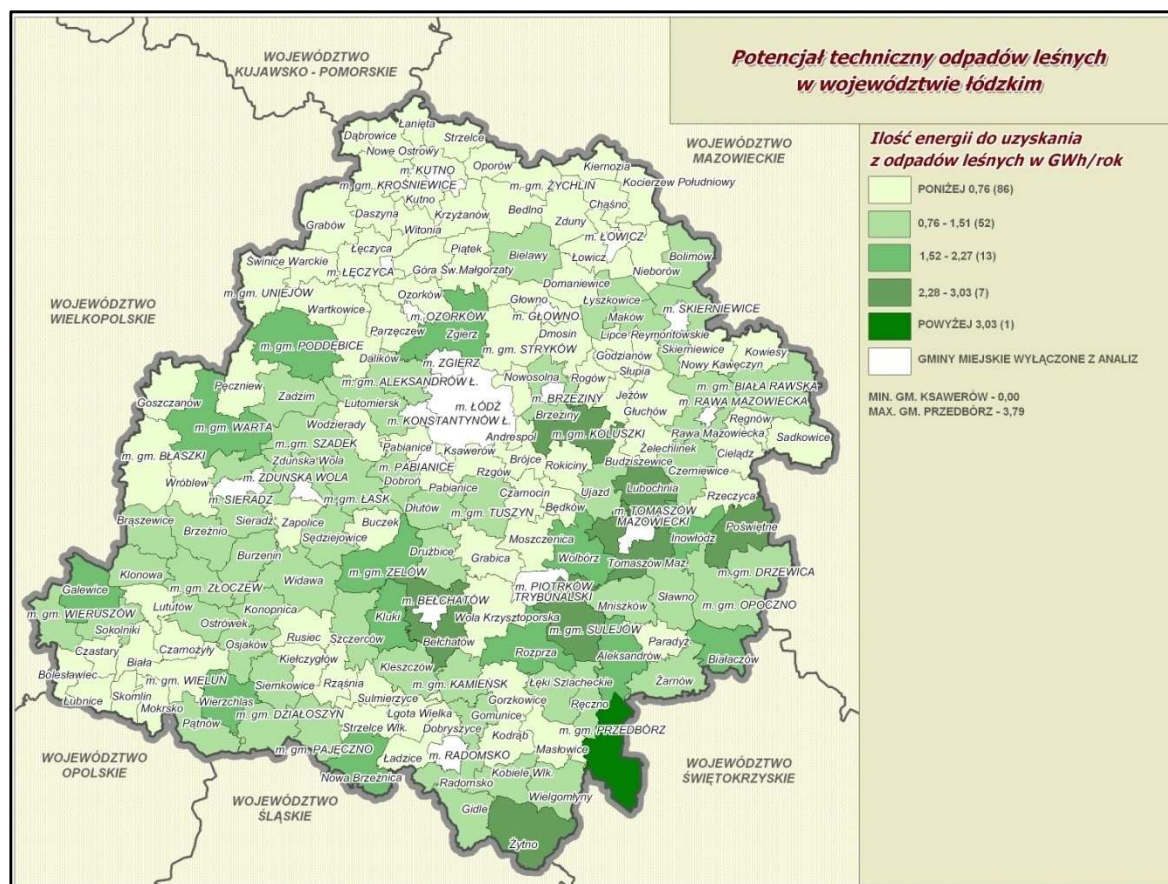 Potencjał techniczny odpadów leśnych
w województwie łódzkim
Ilość energii do uzyskania
z odpadów leśnych w GWh/rok
PONIŻEJ 0,76 (86)
0,76 - 1,51 (52)
1,52 - 2,27 (13)
2,28 - 3,03 (7)
POWYŻEJ 3,03 (1)
GMINY MIEJSKIE WYŁĄCZONE Z ANALIZ
MIN. GM. KSAWERÓW - 0,00
MAX. GM. PRZEDBÓRZ - 3,79
WOJEWÓDZTWO
KUJAWSKO - POMORSKIE
WOJEWÓDZTWO
MAZOWIECKIE
WOJEWÓDZTWO
WIELKOPOLSKIE
WOJEWÓDZTWO
OPOLSKIE
WOJEWÓDZTWO
ŚLĄSKIE
WOJEWÓDZTWO
ŚWIĘTOKRZYSKIE
Łanięta
Dąbrowice
Strzelce
Nowe Ostrowy
Oporów
Kiernozia
m. KUTNO
m. gm. KROŚNIEWICE
m. gm. ŻYCHLIN
Kocierzew Południowy
Kutno
Bedlno
Chąśno
Daszyna
Krzyżanów
Zduny
Grabów
Witonia
m. ŁOWICZ
Łęczyca
Piątek
Bielawy
Łowicz
Bolimów
Świnice Warckie
m. ŁĘCZYCA
Góra Św.Małgorzaty
Nieborów
Domaniewice
m. gm. UNIEJÓW
Ozorków
Głowno
Łyszkowice
Wartkowice
m. OZORKÓW
m. GŁOWNO
Maków
m. SKIERNIEWICE
Parzęczew
Zgierz
Dmosin
Lipce Reymontowskie
m. gm. PODDĘBICE
m. gm. STRYKÓW
Skierniewice
Kowiesy
Dalików
m. ZGIERZ
Godzianów
Nowy Kawęczyn
Pęczniew
m. gm. ALEKSANDRÓW Ł.
Nowosolna
Rogów
Słupia
m. gm. BIAŁA RAWSKA
Goszczanów
Zadzim
Lutomiersk
m. BRZEZINY
Jeżów
m. RAWA MAZOWIECKA
m. gm. WARTA
Wodzierady
m. ŁÓDŹ
m. KONSTANTYNÓW Ł.
Brzeziny
Głuchów
Regnów
m. gm. SZADEK
Andrespol
m. gm. KOLUSZKI
Rawa Mazowiecka
Sadkowice
m. gm. BŁASZKI
Zduńska Wola
Pabianice
Ksawerów
Brójce
Rokiciny
Żelechlinek
Budziszewice
Cielądz
Wróblew
m. ZDUŃSKA WOLA
m. PABIANICE
Rzgów
Czerniewice
m. SIERADZ
m. gm. ŁASK
Dobroń
Pabianice
Czarnocin
Ujazd
Lubochnia
Rzeczyca
Brąszewice
Sieradz
Zapolice
Buczek
Dłutów
m. gm. TUSZYN
Będków
m. TOMASZÓW
MAZOWIECKI
Poświętne
Brzeźnio
Sędziejowice
Moszczenica
Inowłódz
Burzenin
Drużbice
Grabica
Wolbórz
Tomaszów Maz.
m. gm. DRZEWICA
Klonowa
m. gm. ZELÓW
Galewice
m. gm. ZŁOCZEW
Widawa
m. BEŁCHATÓW
m. PIOTRKÓW
TRYBUNALSKI
Mniszków
Sławno
m. gm. OPOCZNO
m. gm. WIERUSZÓW
Lututów
Konopnica
Kluki
Wola Krzysztoporska
Ostrówek
Sokolniki
Rusiec
Szczerców
Bełchatów
m. gm. SULEJÓW
Paradyż
Czastary
Czarnożyły
Osjaków
Rozprza
Aleksandrów
Białaczów
Biała
Kiełczygłów
Kleszczów
Bolesławiec
m. gm. WIELUŃ
Siemkowice
Rząśnia
m. gm. KAMIEŃSK
Łęki Szlacheckie
Żarnów
Łubnice
Skomlin
Wierzchlas
Sulmierzyce
Gorzkowice
Ręczno
Mokrsko
Pątnów
m. gm. DZIAŁOSZYN
Lgota Wielka
Gomunice
Strzelce Wlk.
Dobryszyce
Kodrąb
m. gm. PRZEDBÓRZ
m. gm. PAJĘCZNO
Ładzice
m. RADOMSKO
Masłowice
Nowa Brzeźnica
Radomsko
Kobiele Wlk.
Wielgomłyny
Gidle
Żytno